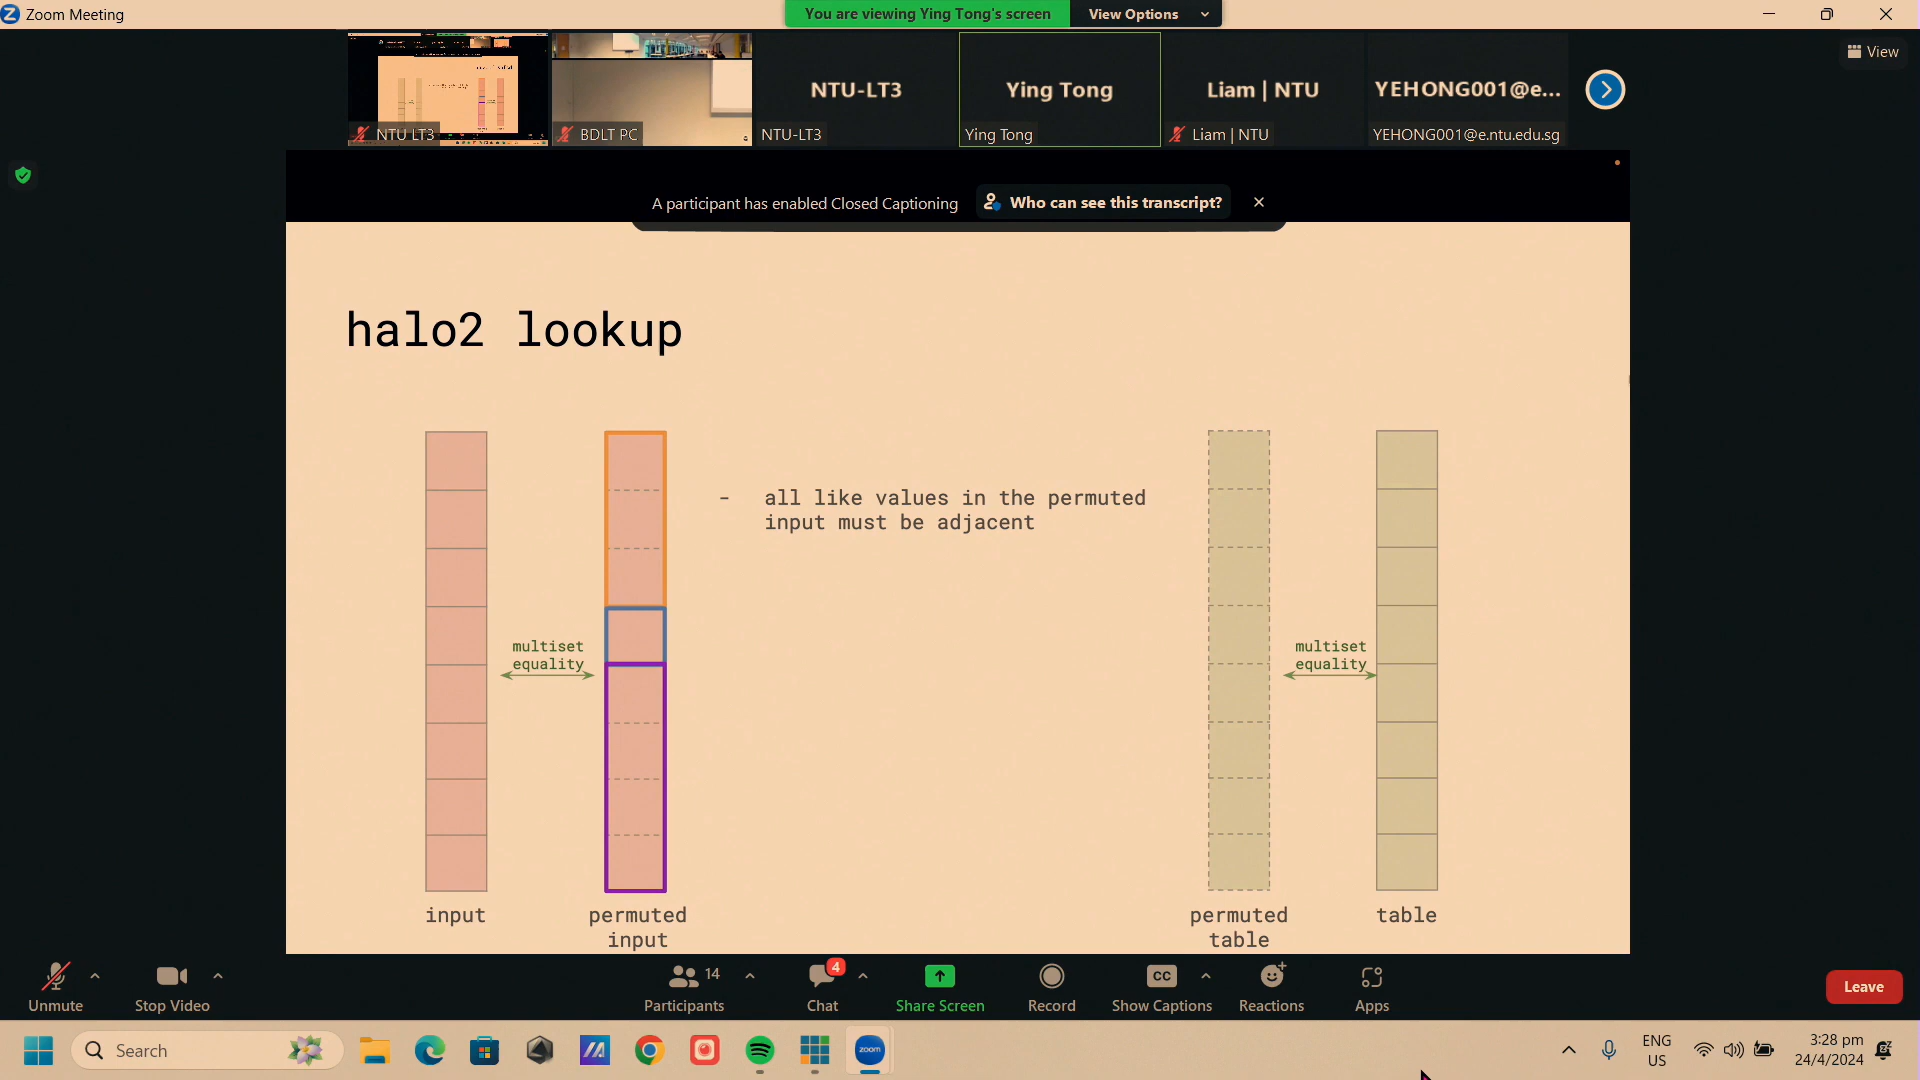 Zoom Meeting
You are viewing Ying Tong's screen
View Options
View
NTU-LT3
Ying Tong
Liam | NTU
YEHONG001@e...
NTU LT3
BDLT PC
NTU-LT3
Ying Tong
Liam | NTU
YEHONG001@e.ntu.edu.sg
A participant has enabled Closed Captioning
Who can see this transcript?
halo2 lookup
- all like values in the permuted
input must be adjacent
multiset
equality
multiset
equality
input
permuted
input
permuted
table
table
Unmute
Stop Video
14
Participants
4
Chat
Share Screen
Record
CC
Show Captions
Reactions
Apps
Leave
Search
zoom
ENG
US
3:28 pm
24/4/2024